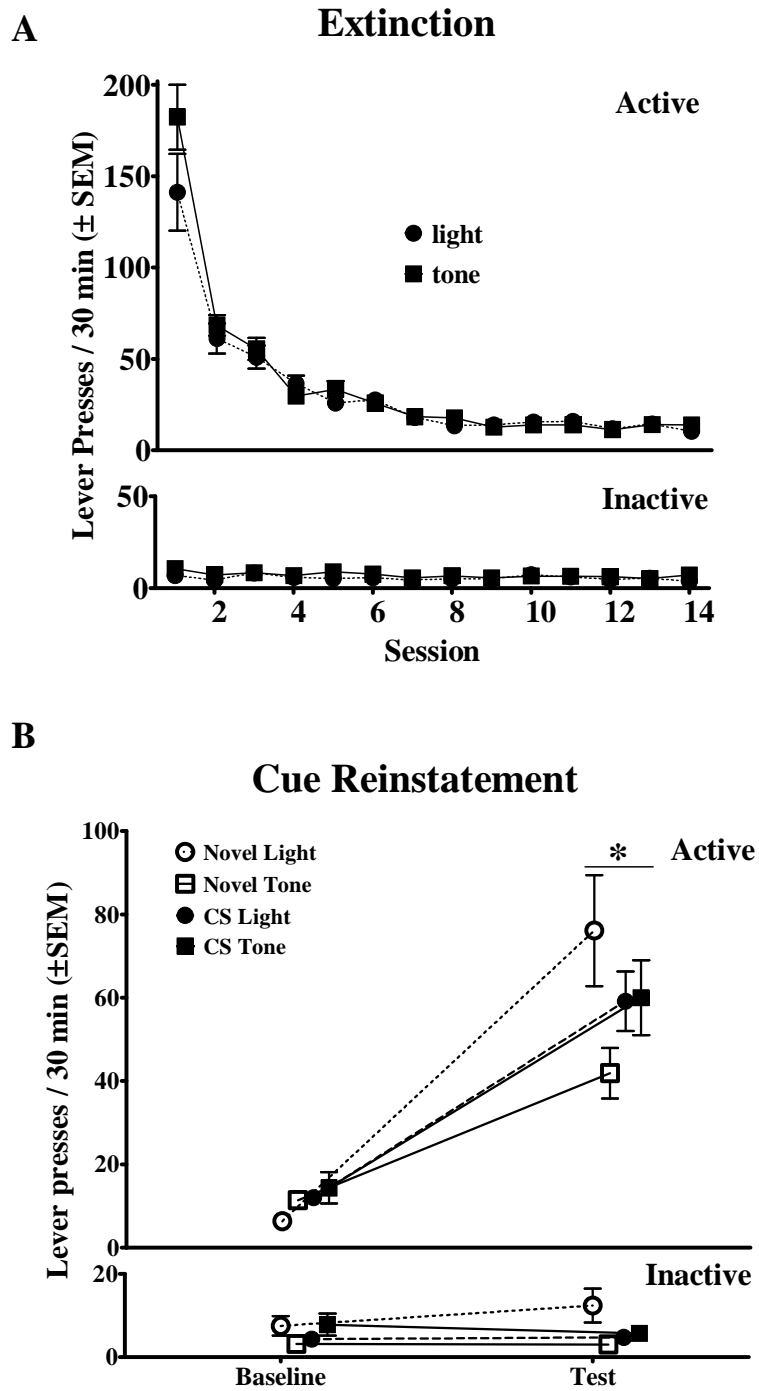 A
Extinction
200
Active
150
100
50
0
light
tone
Lever Presses / 30 min (± SEM)
50
Inactive
0
2 4 6 8 10 12 14
Session
B
Cue Reinstatement
100
Novel Light
Novel Tone
CS Light
CS Tone
*
Active
80
60
40
20
0
Lever presses / 30 min (±SEM)
20
Inactive
0
Baseline Test